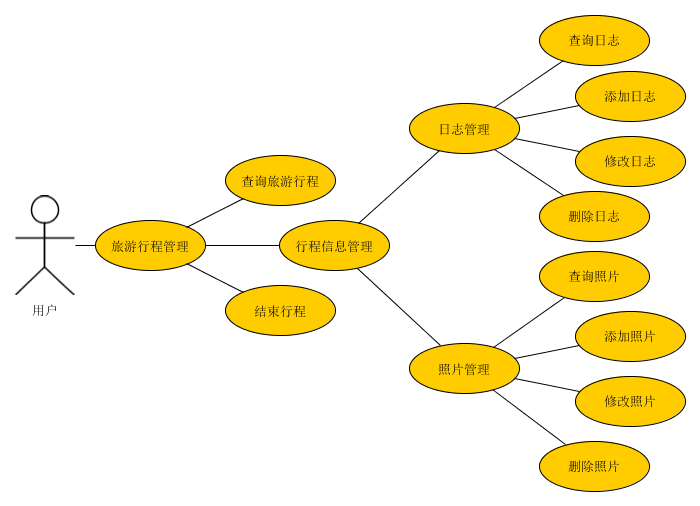 用户
旅游行程管理
查询旅游行程
行程信息管理
结束行程
日志管理
查询日志
添加日志
修改日志
删除日志
照片管理
查询照片
添加照片
修改照片
删除照片